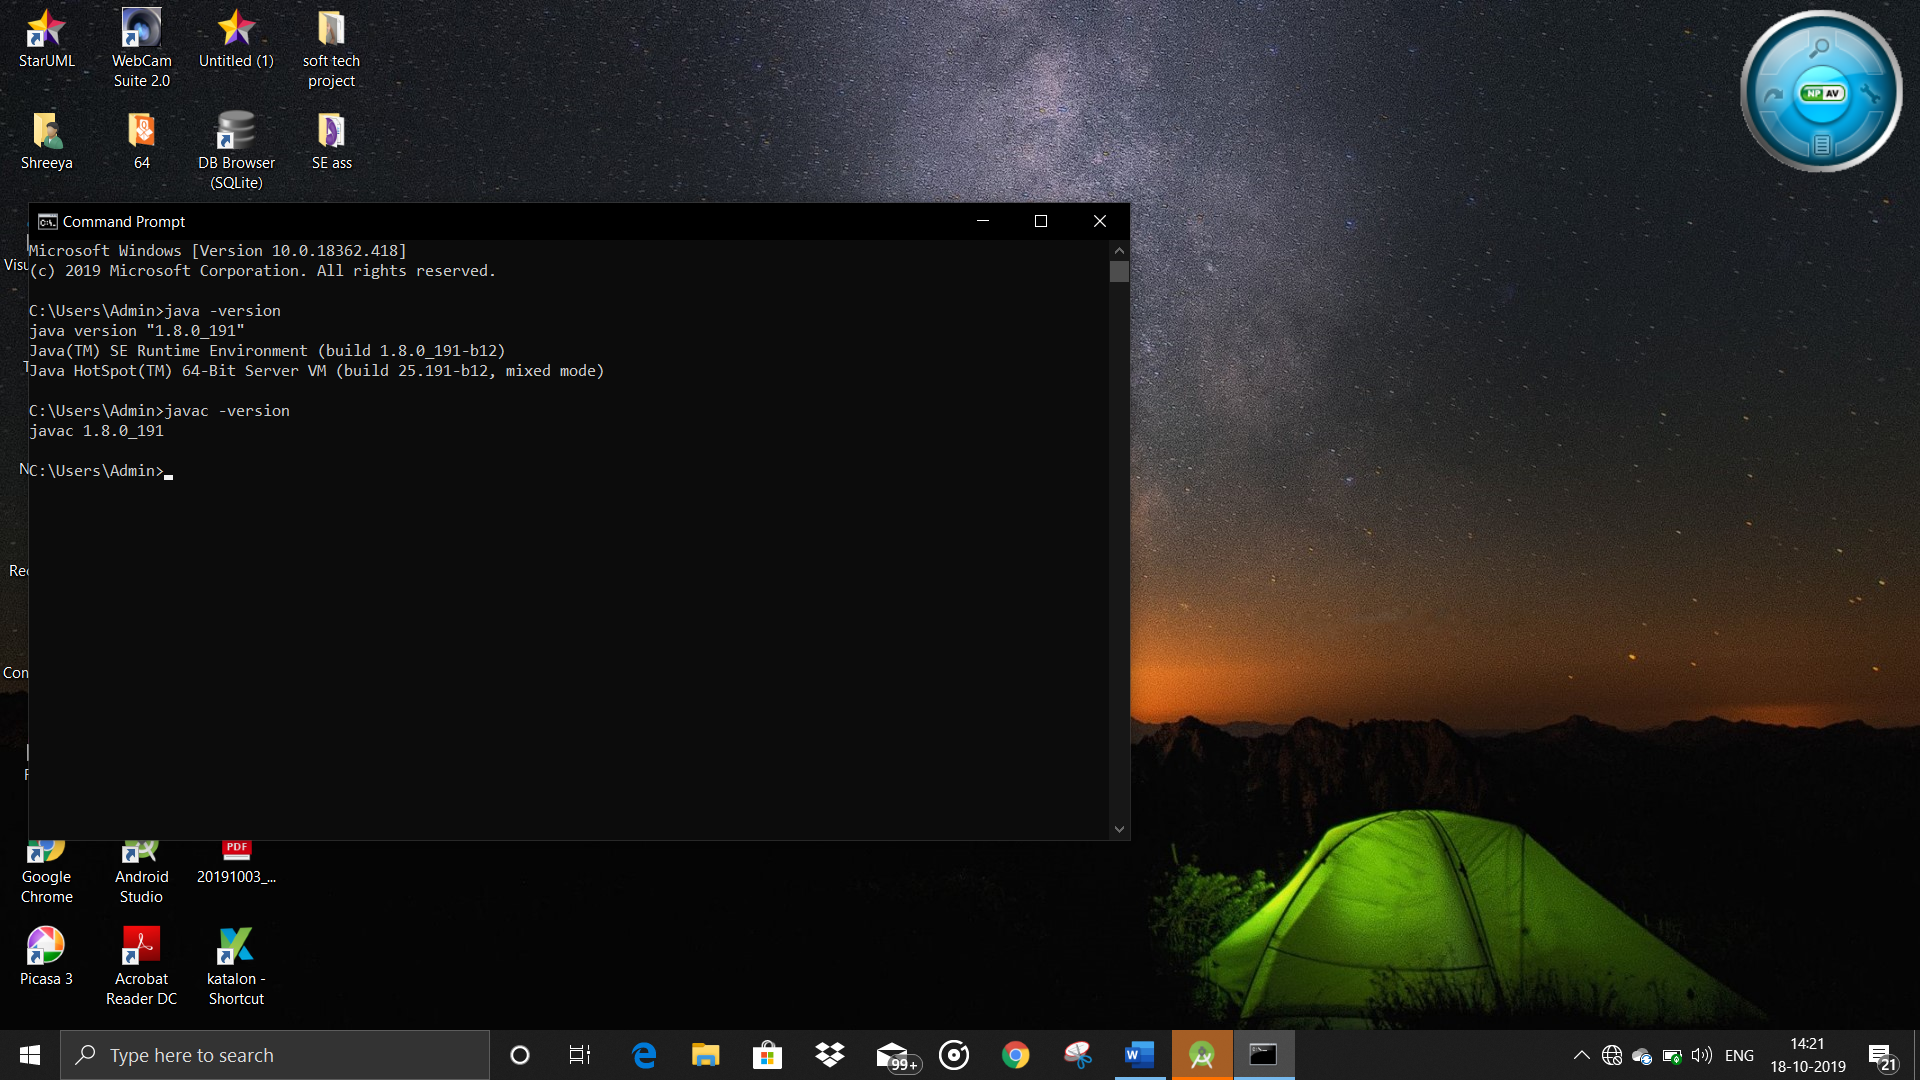 StarUML
WebCam
Suite 2.0
Untitled (1)
soft tech
project
Shreeya
64
DB Browser
(SQLite)
SE ass
NP AV
Command Prompt
Microsoft Windows [Version 10.0.18362.418]
(c) 2019 Microsoft Corporation. All rights reserved.
C:\Users\Admin>java -version
java version "1.8.0_191"
Java(TM) SE Runtime Environment (build 1.8.0_191-b12)
Java HotSpot(TM) 64-Bit Server VM (build 25.191-b12, mixed mode)
C:\Users\Admin>javac -version
javac 1.8.0_191
C:\Users\Admin>
Google
Chrome
Android
Studio
PDF
20191003_...
Picasa 3
Acrobat
Reader DC
katalon -
Shortcut
Type here to search
99+
ENG
14:21
18-10-2019
21